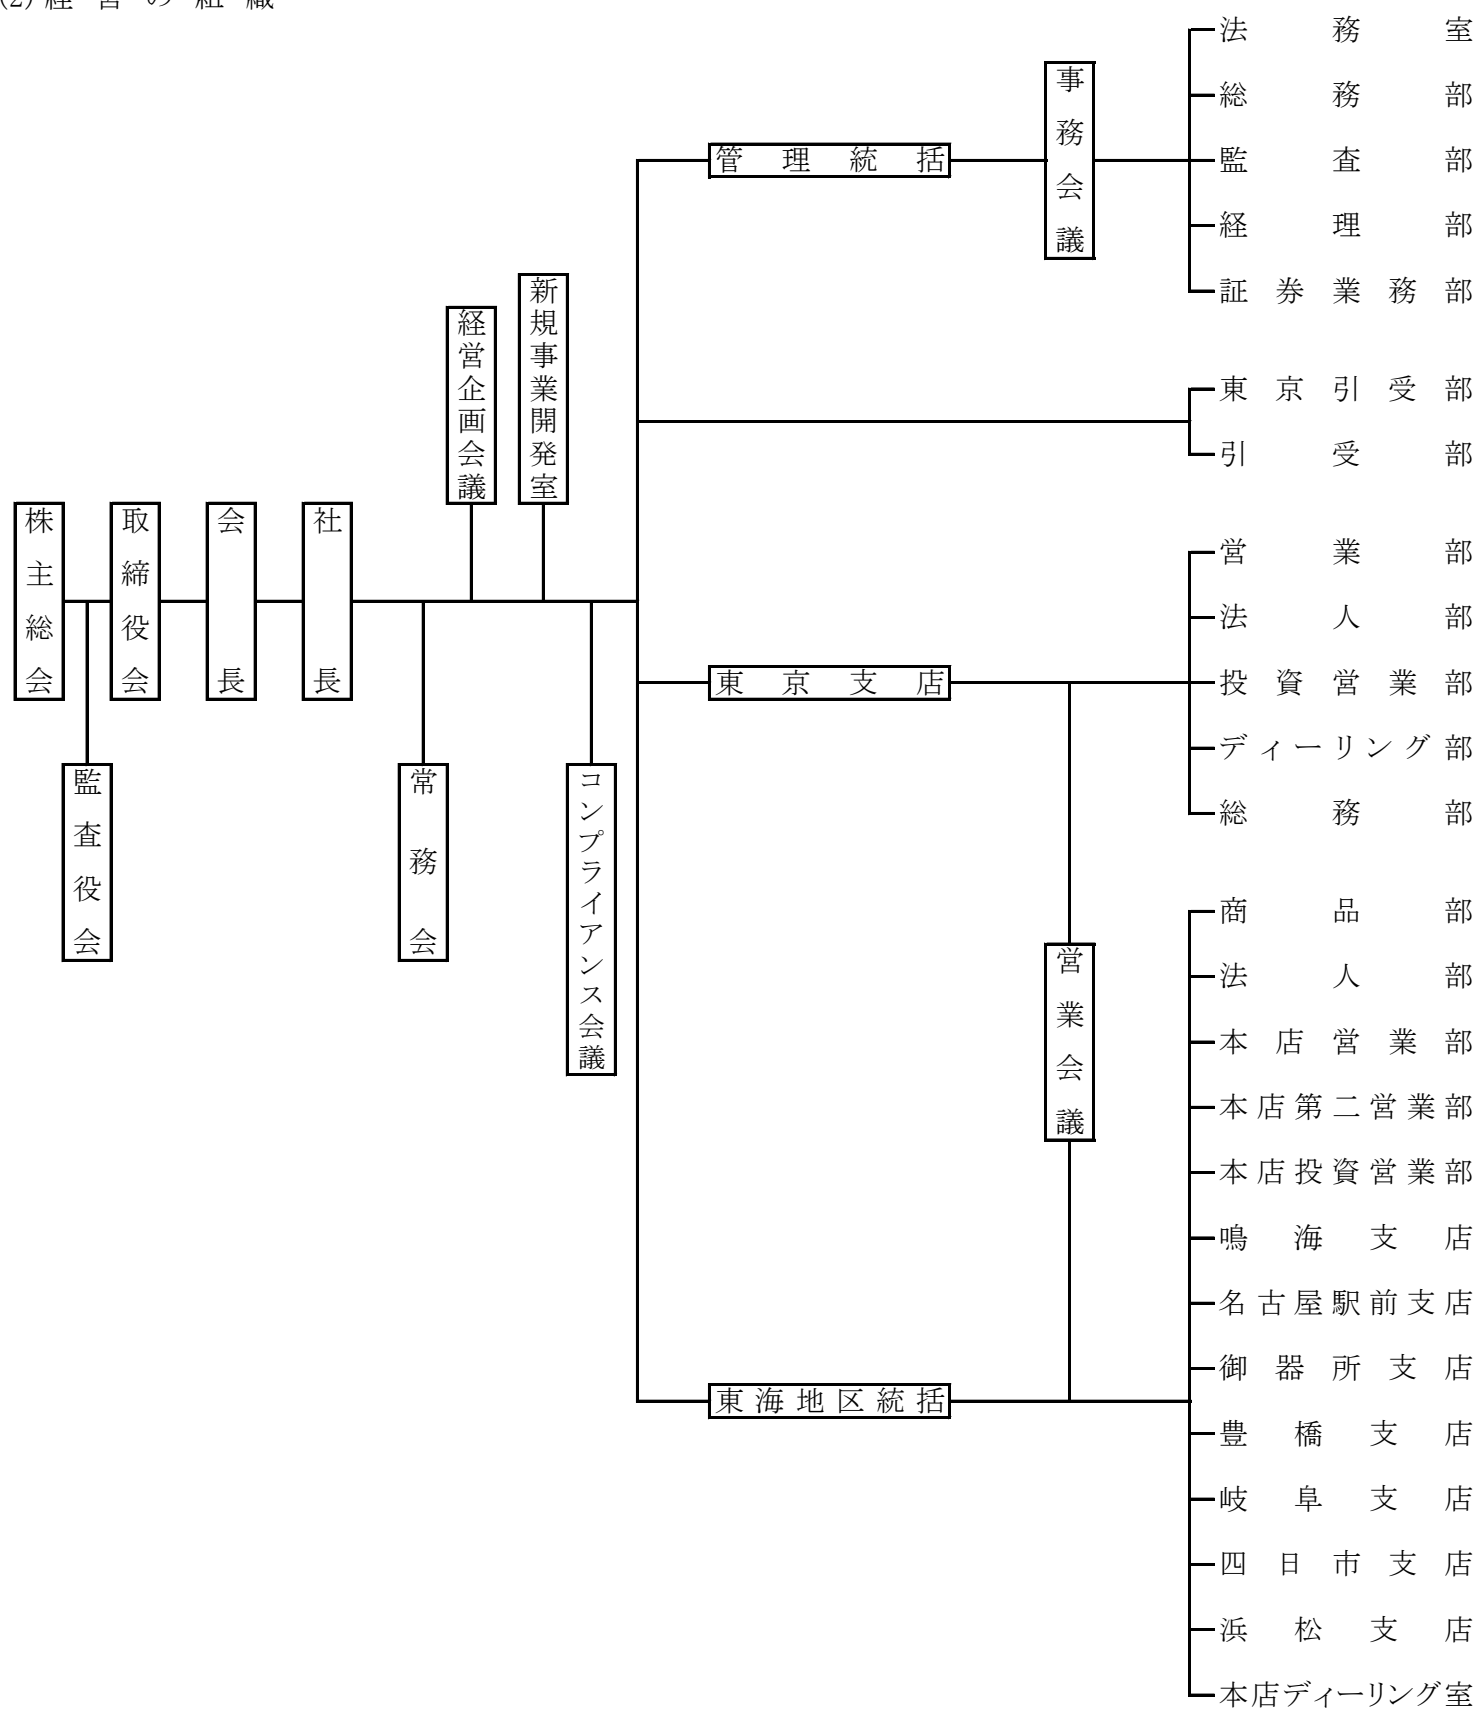 (2) 経営の組織
株主総会
監査役会
取締役会
会長
社長
常務会
経営企画会議
新規事業開発室
コンプライアンス会議
管理統括
事務会議
法務室
総務部
監査部
経理部
証券業務部
東京引受部
引受部
東京支店
営業部
法人部
投資営業部
ディーリング部
総務部
営業会議
東海地区統括
商品部
法人部
本店営業部
本店第二営業部
本店投資営業部
鳴海支店
名古屋駅前支店
御器所支店
豊橋支店
岐阜支店
四日市支店
浜松支店
本店ディーリング室